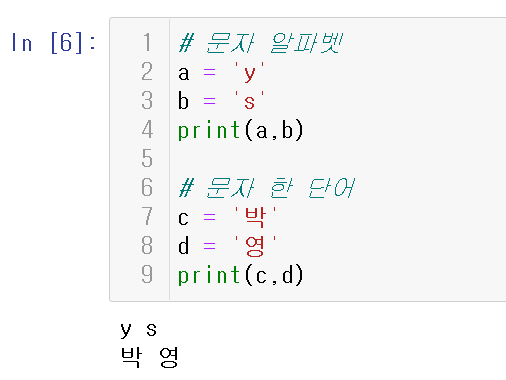 In [6]:
1 # 문자 알파벳
2 a = 'y'
3 b = 's'
4 print(a,b)
5
6 # 문자 한 단어
7 c = '박'
8 d = '영'
9 print(c,d)
y s
박 영